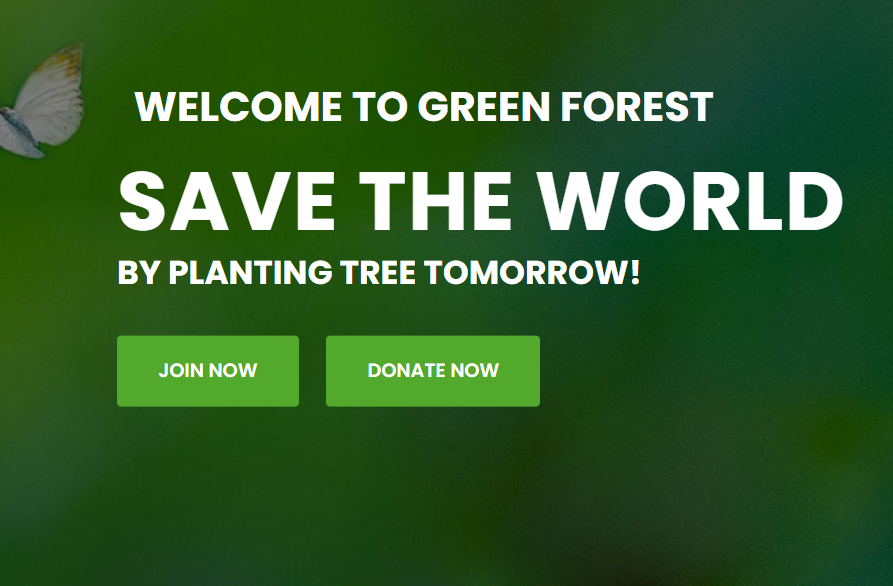 WELCOME TO GREEN FOREST
SAVE THE WORLD
BY PLANTING TREE TOMORROW!
JOIN NOW
DONATE NOW